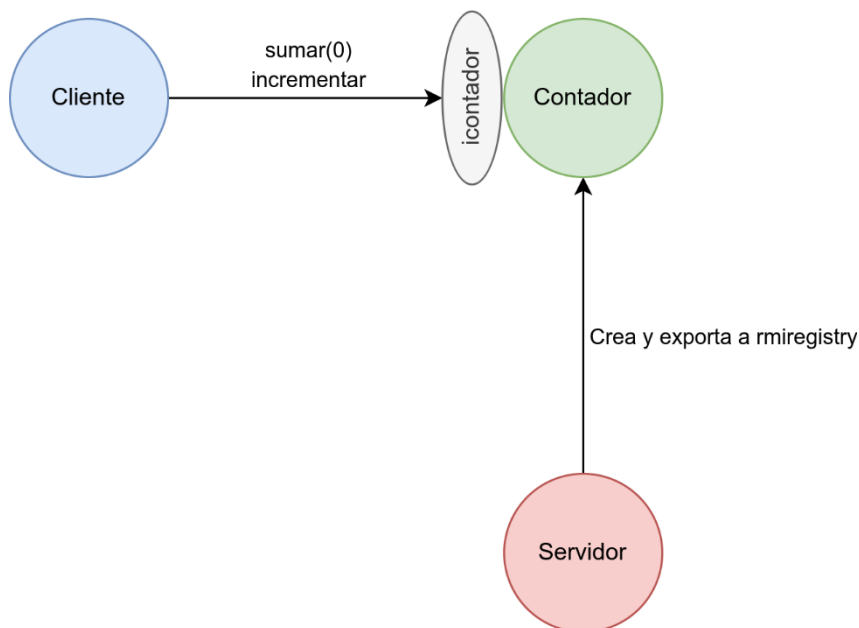 sumar(0)
incrementar
Cliente
icontador
Contador
Crea y exporta a rmiregistry
Servidor